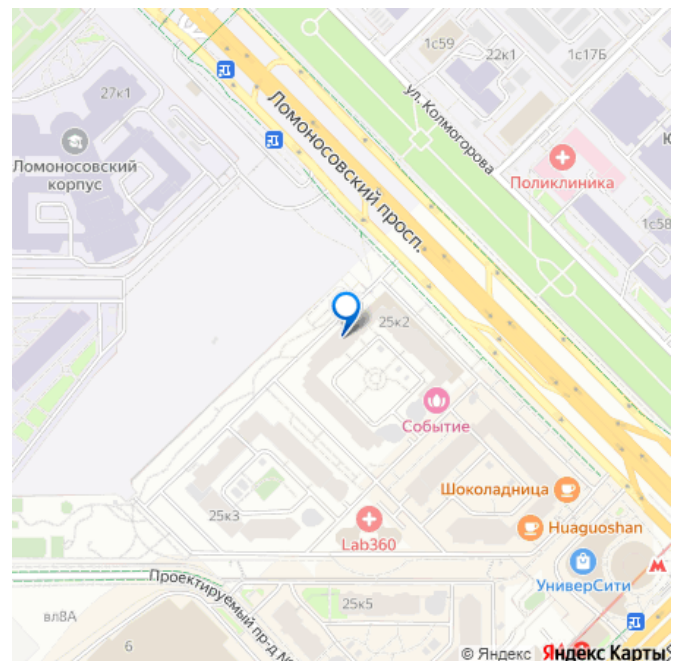 1с59
22к1
1с17Б
27к1
ул. Колмогорова
Ломоносовский
корпус
Ломоносовский просп.
Поликлиника
1с58
25к2
Событие
Шоколадница
25к3
Huaguoshan
Lab360
УниверСити
Проектируемый пр-д №
25к5
вл8А
6
© Яндекс
Яндекс Карты